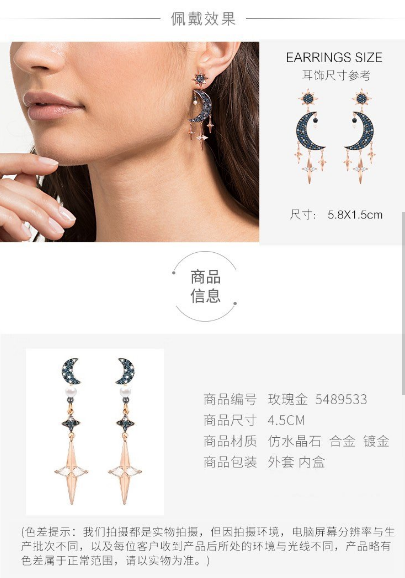 佩戴效果
EARRINGS SIZE
耳饰尺寸参考
尺寸: 5.8X1.5cm
商品
信息
商品编号 玫瑰金 5489533
商品尺寸 4.5CM
商品材质 仿水晶石 合金 镀金
商品包装 外套 内盒
(色差提示：我们拍摄都是实物拍摄，但因拍摄环境，电脑屏幕分辨率与生
产批次不同，以及每位客户收到产品后所处的环境与光线不同，产品略有
色差属于正常范围，请以实物为准。)